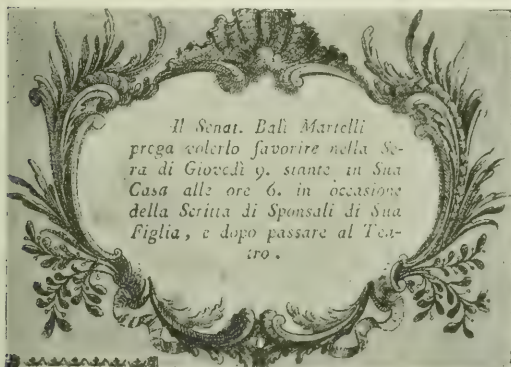 Il Senat. Balì Martelli
prega volerlo favorire nella Se-
ra di Giovedì 9. stante in Sua
Casa alle ore 6. in occasione
della Scritta di Sponsali di Sua
Figlia, e dopo passare al Tea-
tro.